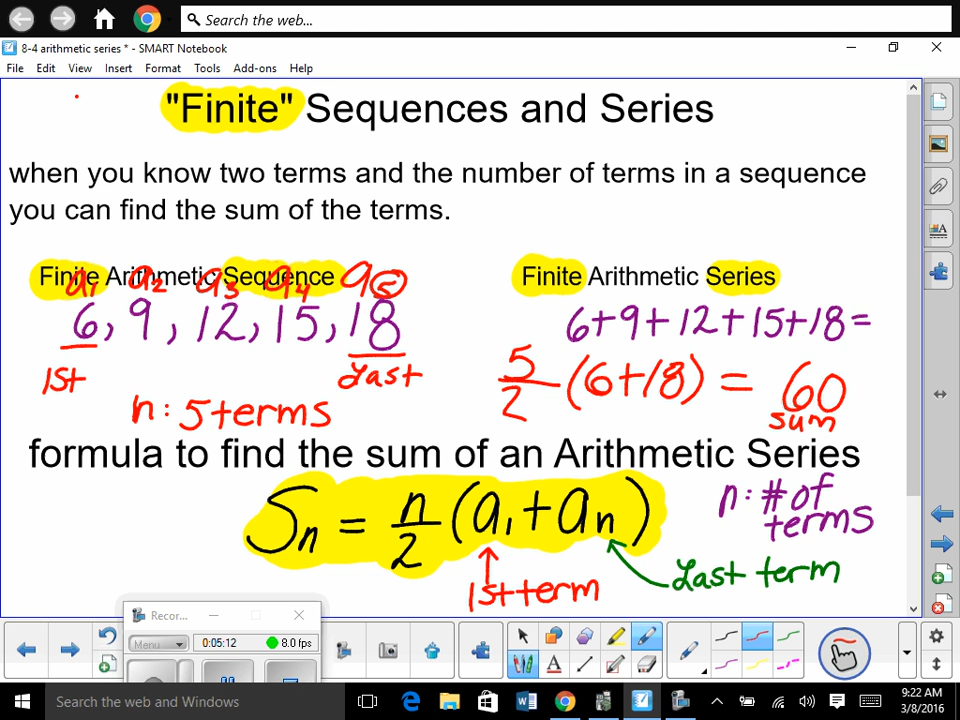 Search the web...
8-4 arithmetic series * - SMART Notebook
File Edit View Insert Format Tools Add-ons Help
"Finite" Sequences and Series
when you know two terms and the number of terms in a sequence
you can find the sum of the terms.
Finite Arithmetic Sequence
a1 a2 a3 a4 a5
6, 9, 12, 15, 18
1st Last
n: 5 terms
Finite Arithmetic Series
6+9+12+15+18=
5/2 (6+18) = 60
sum
formula to find the sum of an Arithmetic Series
Sn = n/2 (a1 + an)
n: # of
terms
1st term
Last term
Recor...
Menu 0:05:12 8.0 fps
Search the web and Windows
9:22 AM
3/8/2016